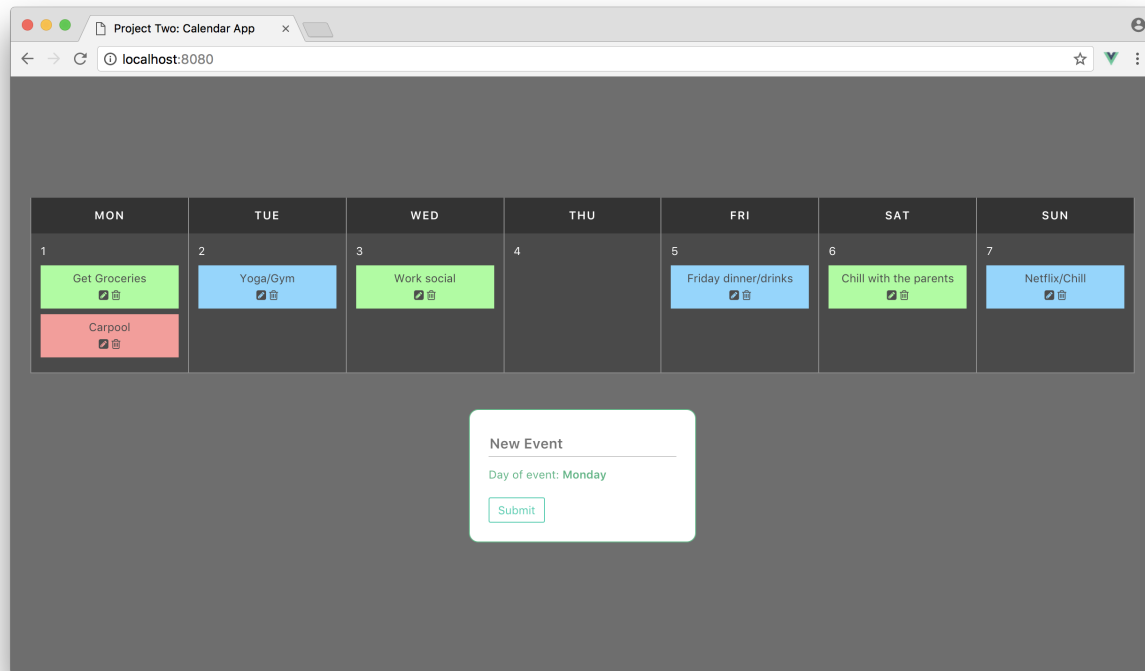 Project Two: Calendar App
localhost:8080
MON TUE WED THU FRI SAT SUN
1 2 3 4 5 6 7
Get Groceries Yoga/Gym Work social Friday dinner/drinks Chill with the parents Netflix/Chill
Carpool
New Event
Day of event: Monday
Submit